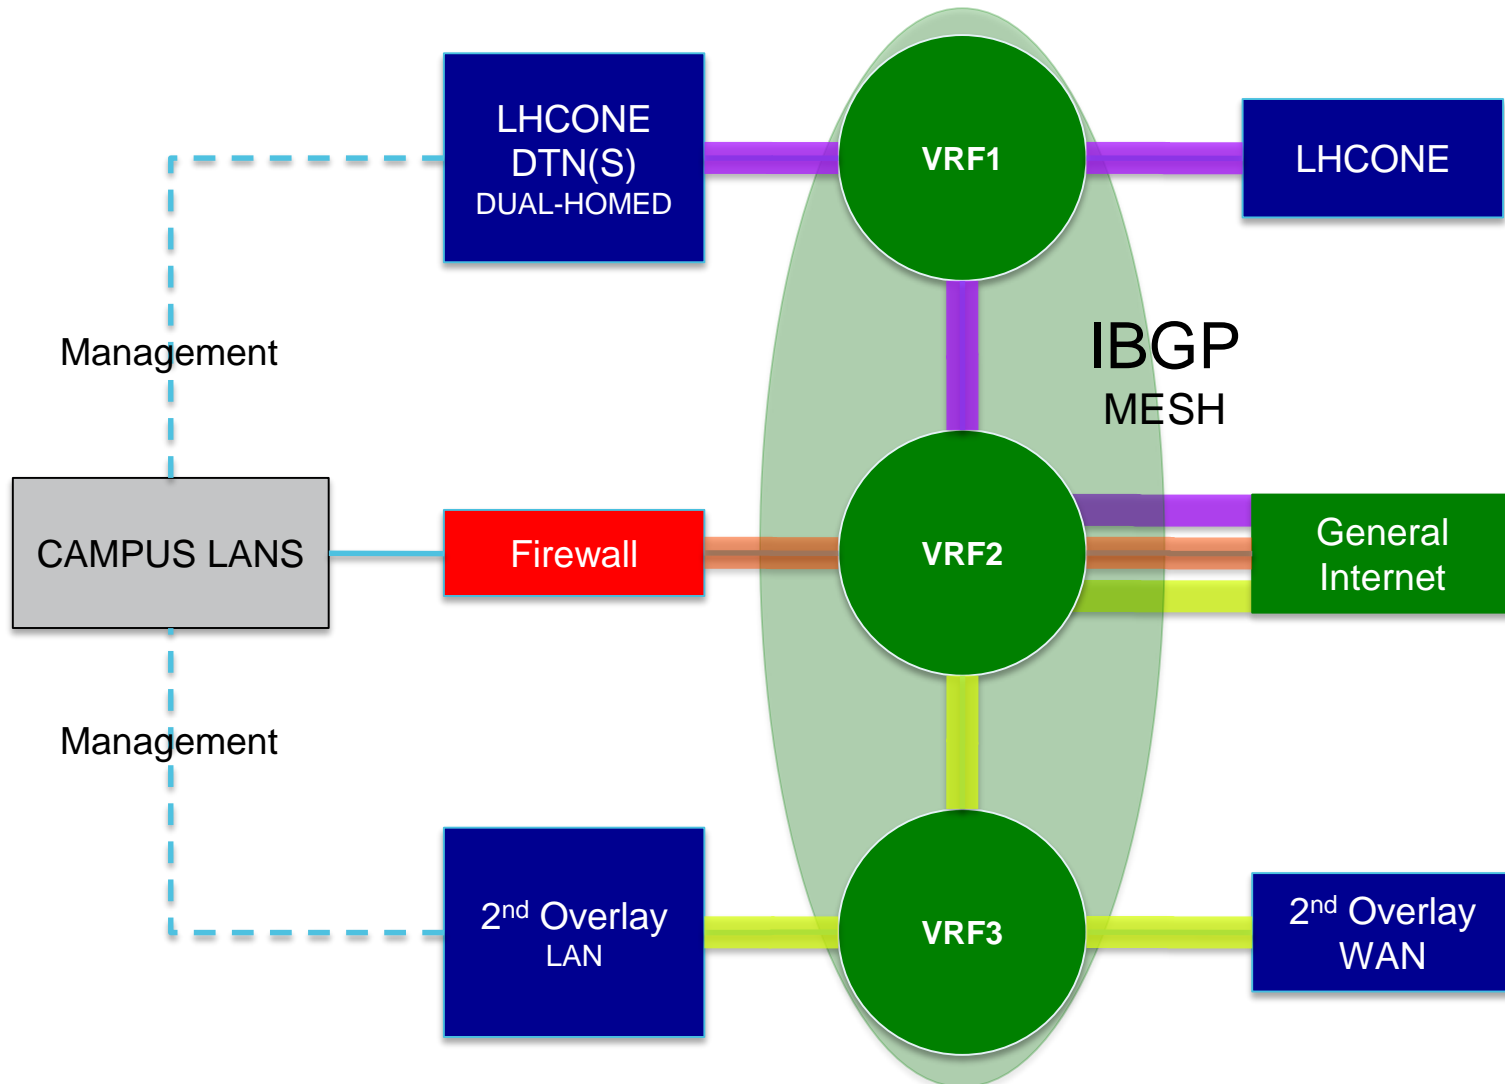 LHCONE
DTN(S)
DUAL-HOMED
VRF1
LHCONE
Management
IBGP
MESH
CAMPUS LANS
Firewall
VRF2
General
Internet
Management
2nd Overlay
LAN
VRF3
2nd Overlay
WAN